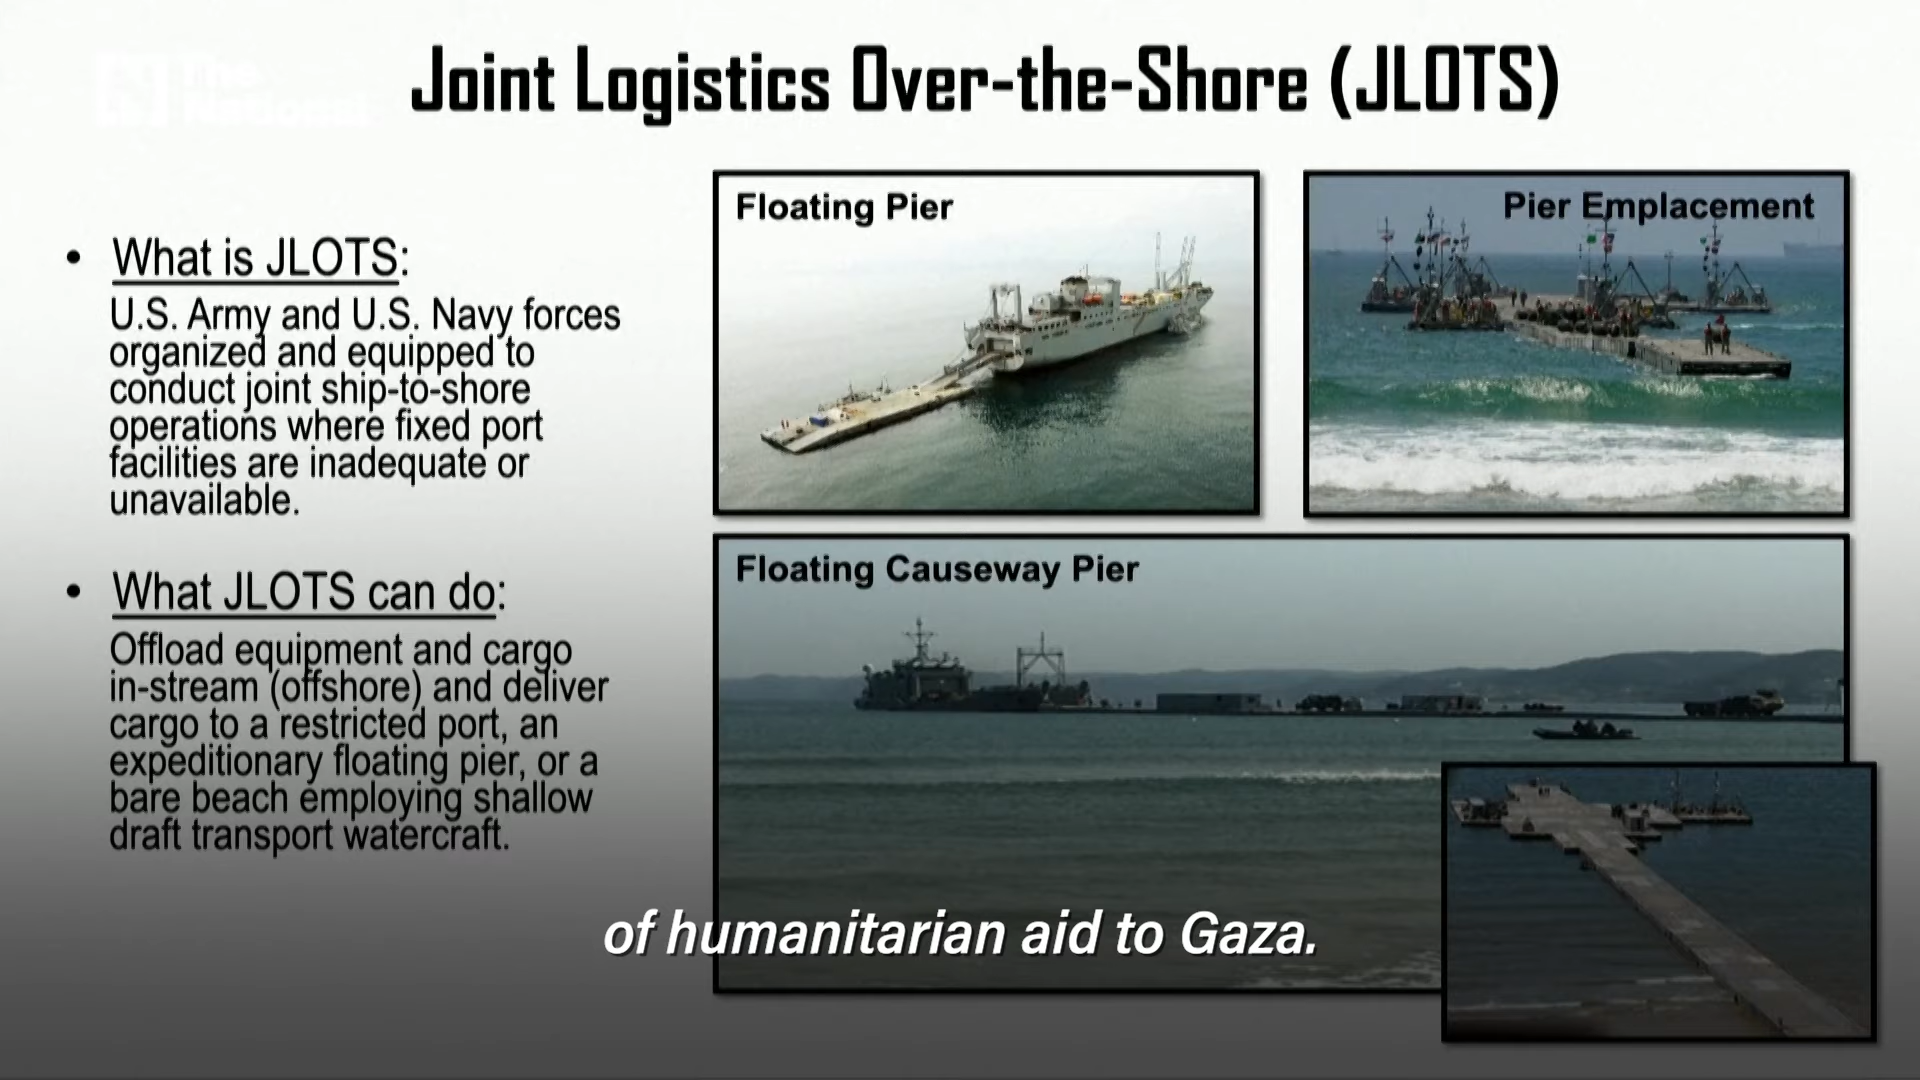 The
National
Joint Logistics Over-the-Shore (JLOTS)
• What is JLOTS:
U.S. Army and U.S. Navy forces
organized and equipped to
conduct joint ship-to-shore
operations where fixed port
facilities are inadequate or
unavailable.
• What JLOTS can do:
Offload equipment and cargo
in-stream (offshore) and deliver
cargo to a restricted port, an
expeditionary floating pier, or a
bare beach employing shallow
draft transport watercraft.
Floating Pier
Pier Emplacement
Floating Causeway Pier
of humanitarian aid to Gaza.